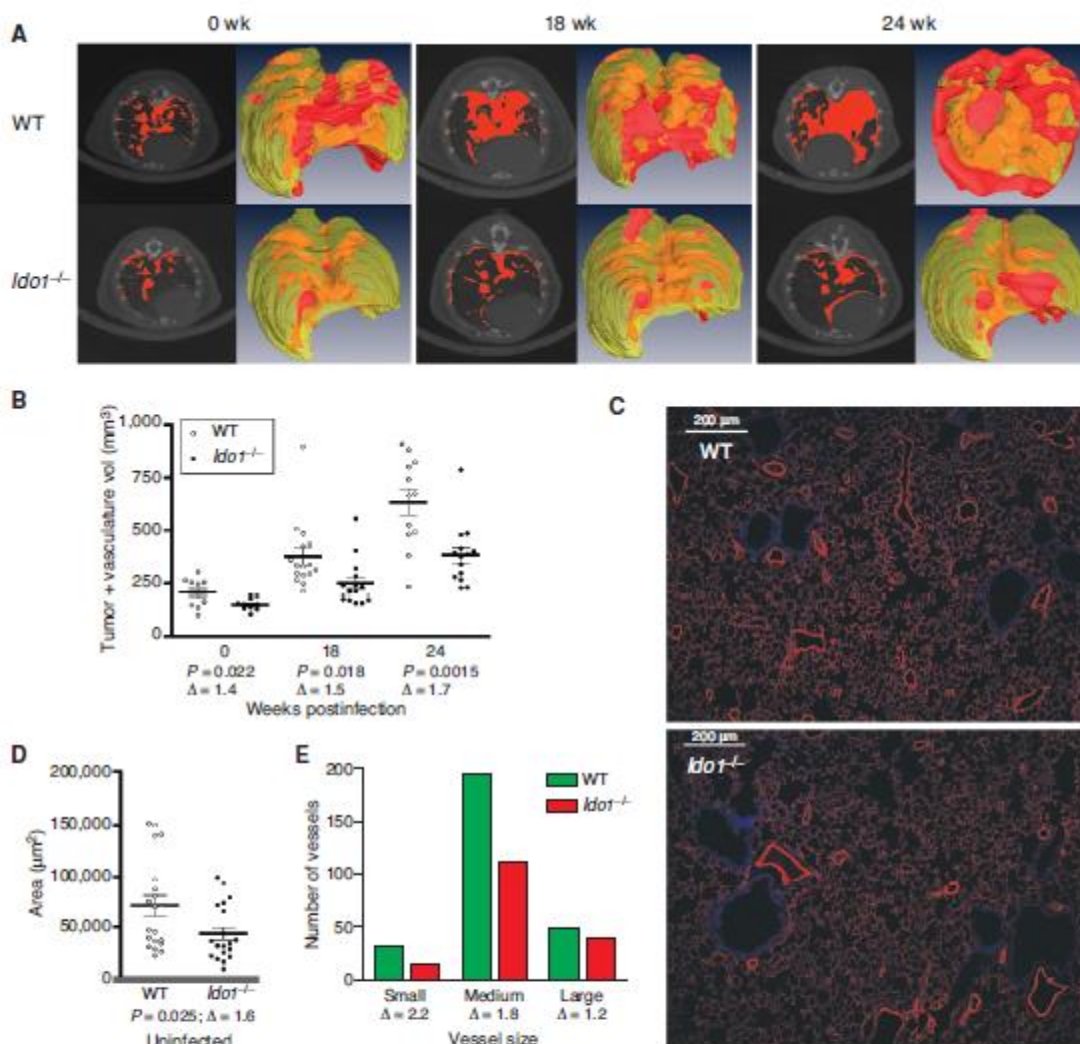 A
0 wk
18 wk
24 wk
WT
Ido1–/–
B
Tumor + vasculature vol (mm3)
1,000
750
500
250
0
WT
Ido1–/–
0
18
24
P = 0.022
P = 0.018
P = 0.0015
Δ = 1.4
Δ = 1.5
Δ = 1.7
Weeks postinfection
C
200 µm
WT
200 µm
Ido1–/–
D
Area (µm2)
200,000
150,000
100,000
50,000
0
WT
Ido1–/–
P = 0.025; Δ = 1.6
Uninfected
E
Number of vessels
200
150
100
50
0
WT
Ido1–/–
Small
Medium
Large
Δ = 2.2
Δ = 1.8
Δ = 1.2
Vessel size